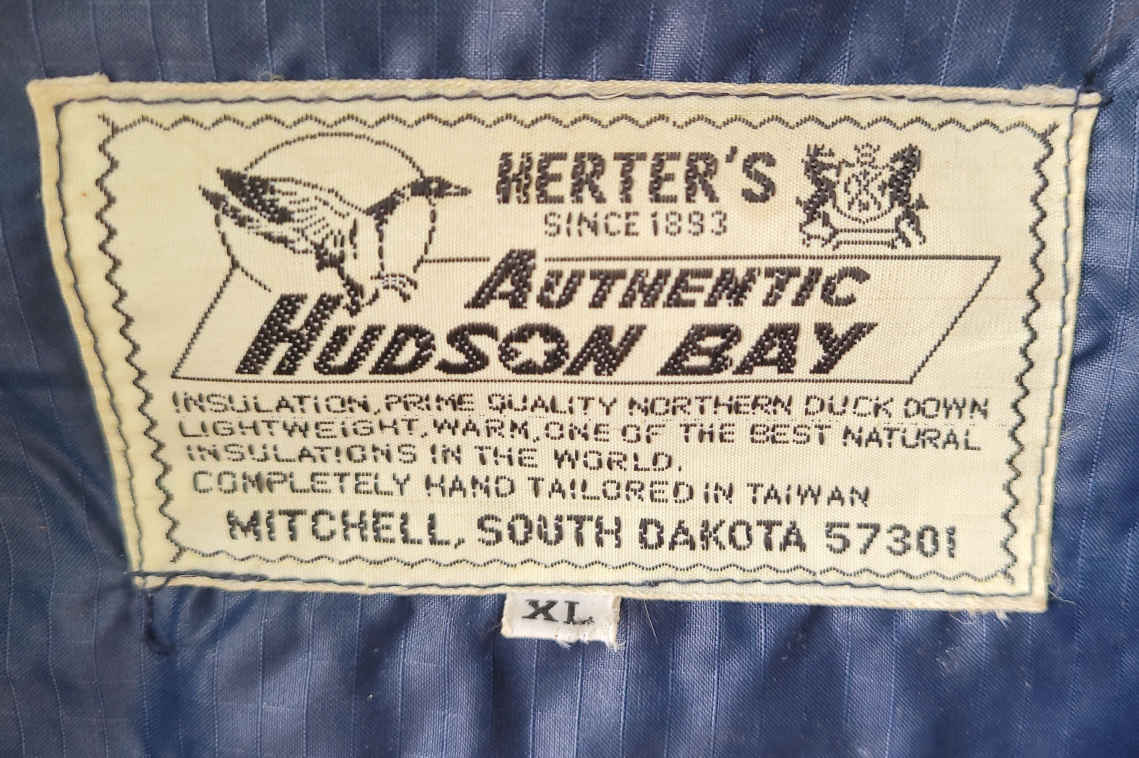 HERTER'S
SINCE 1893
AUTHENTIC
HUDSON BAY
INSULATION, PRIME QUALITY NORTHERN DUCK DOWN
LIGHTWEIGHT, WARM, ONE OF THE BEST NATURAL
INSULATIONS IN THE WORLD.
COMPLETELY HAND TAILORED IN TAIWAN
MITCHELL, SOUTH DAKOTA 57301
XL